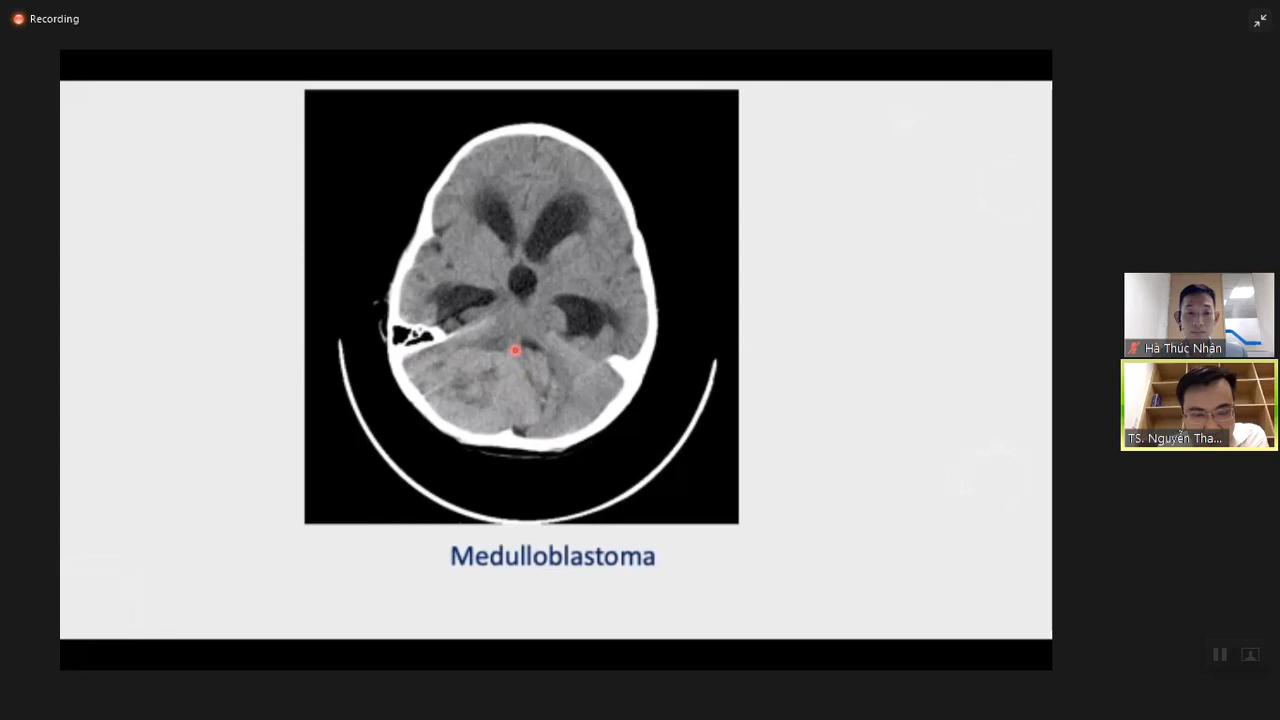 Recording
Medulloblastoma
Hà Thúc Nhận
TS. Nguyễn Tha...